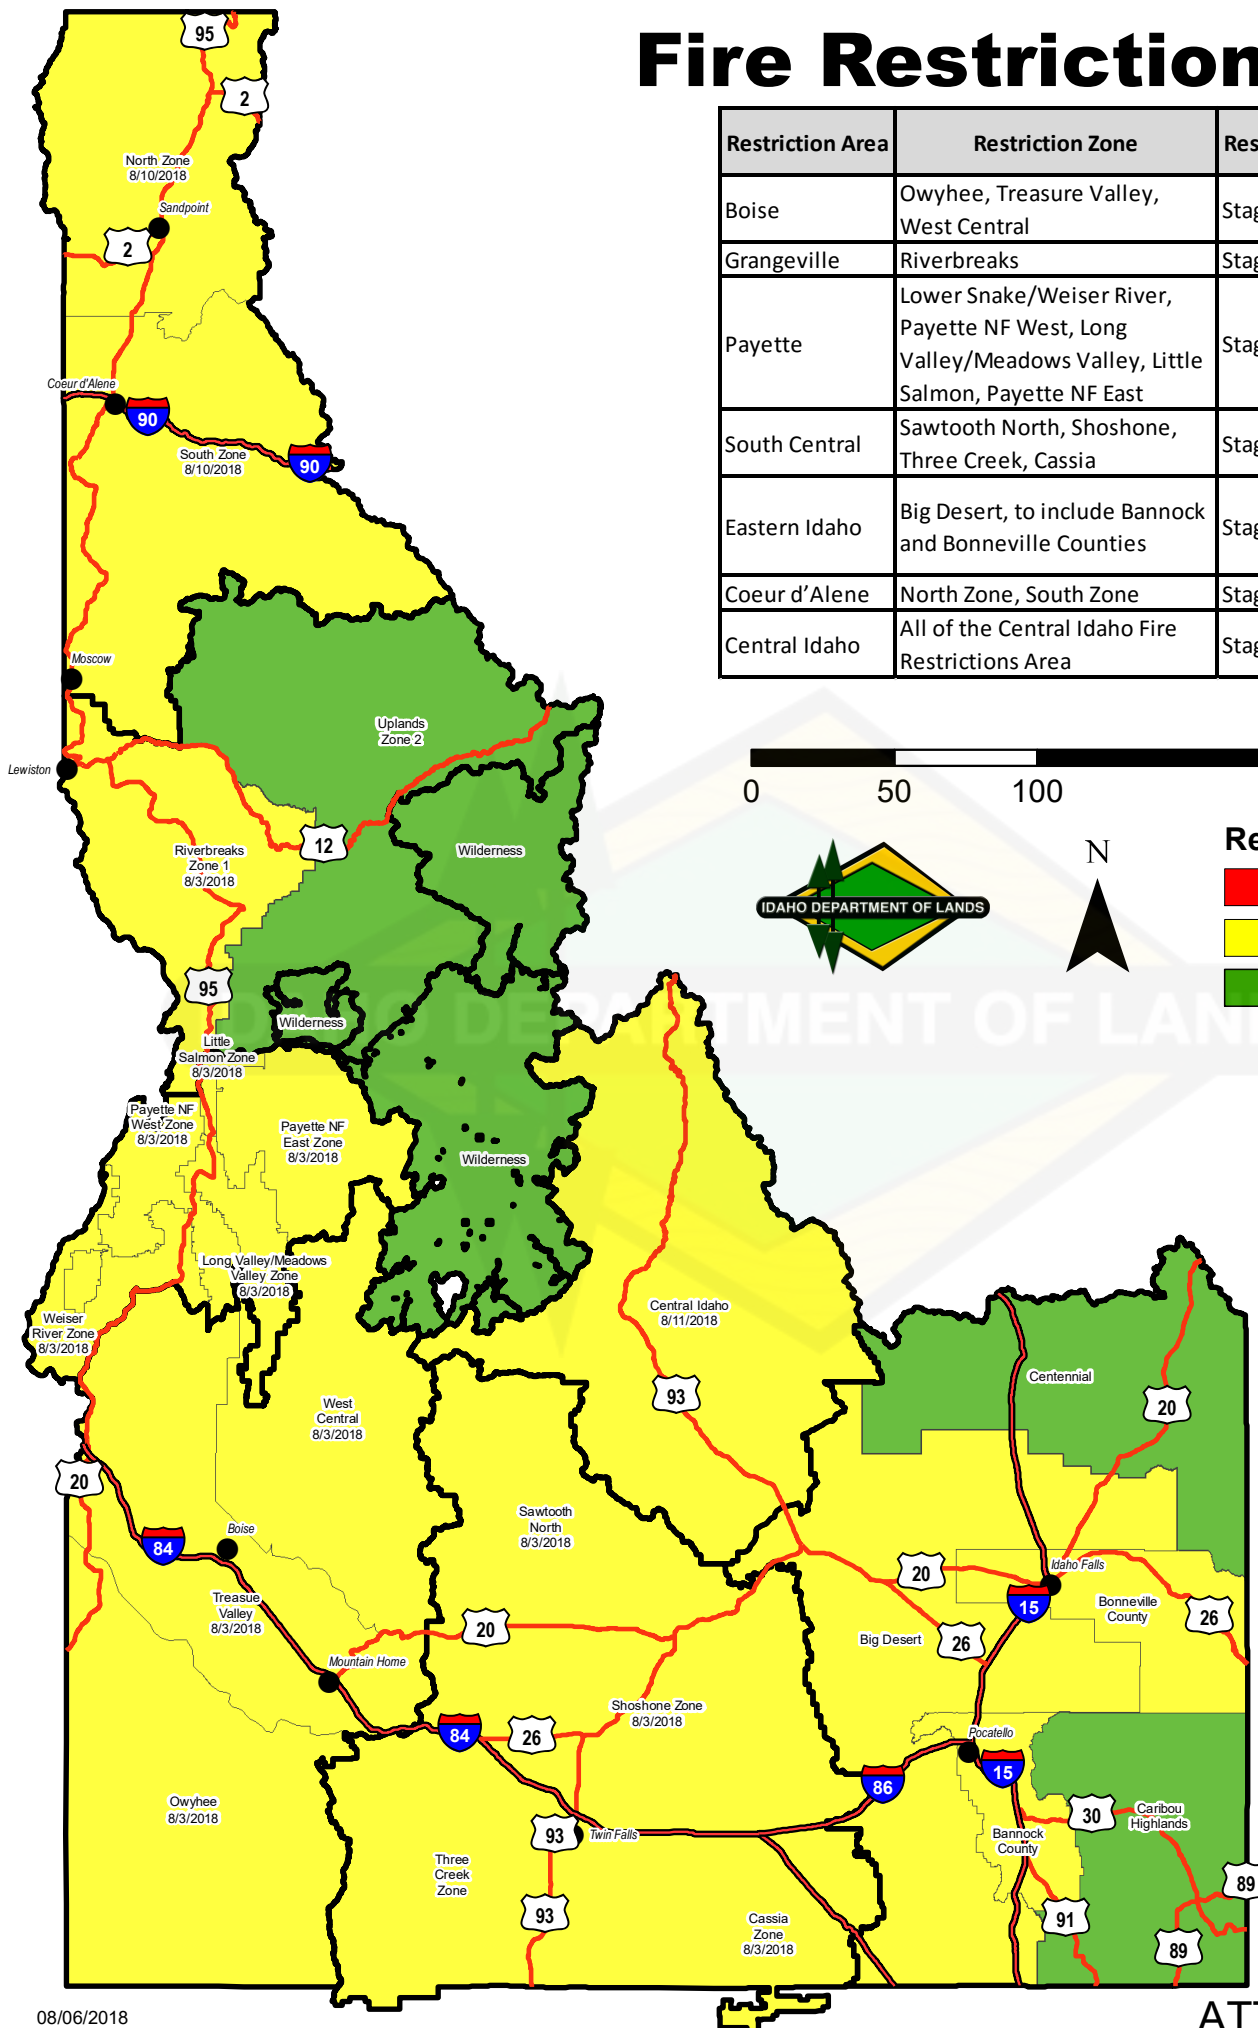 Fire Restriction
Restriction Area
Restriction Zone
Res
Boise
Owyhee, Treasure Valley,
West Central
Stag
Grangeville
Riverbreaks
Stag
Payette
Lower Snake/Weiser River,
Payette NF West, Long
Valley/Meadows Valley, Little
Salmon, Payette NF East
Stag
South Central
Sawtooth North, Shoshone,
Three Creek, Cassia
Stag
Eastern Idaho
Big Desert, to include Bannock
and Bonneville Counties
Stag
Coeur d’Alene
North Zone, South Zone
Stag
Central Idaho
All of the Central Idaho Fire
Restrictions Area
Stag
0
50
100
Re
N
IDAHO DEPARTMENT OF LANDS
IDAHO DEPARTMENT OF LAN
95
2
North Zone
8/10/2018
Sandpoint
2
Coeur d'Alene
90
South Zone
8/10/2018
90
Moscow
Uplands
Zone 2
Lewiston
12
Riverbreaks
Zone 1
8/3/2018
Wilderness
95
Wilderness
Little
Salmon Zone
8/3/2018
Payette NF
West Zone
8/3/2018
Payette NF
East Zone
8/3/2018
Wilderness
Long Valley/Meadows
Valley Zone
8/3/2018
Weiser
River Zone
8/3/2018
Central Idaho
8/11/2018
93
Centennial
20
West
Central
8/3/2018
20
Sawtooth
North
8/3/2018
84
Boise
Treasue
Valley
8/3/2018
20
Idaho Falls
15
Bonneville
County
26
20
Big Desert
26
Mountain Home
Shoshone Zone
8/3/2018
84
26
Pocatello
86
15
Owyhee
8/3/2018
93
Twin Falls
30
Caribou
Highlands
Bannock
County
Three
Creek
Zone
93
Cassia
Zone
8/3/2018
91
89
89
08/06/2018
ATT